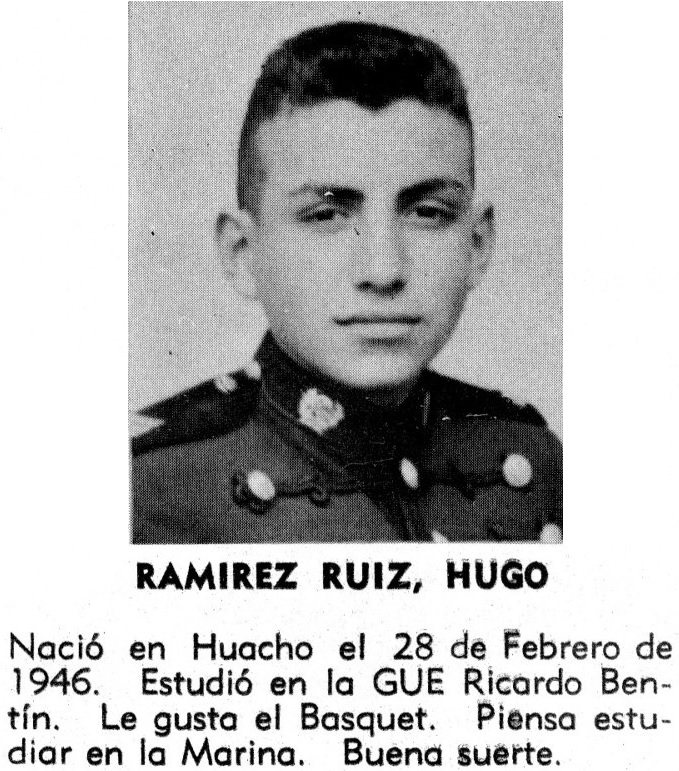 RAMIREZ RUIZ, HUGO
Nació en Huacho el 28 de Febrero de
1946. Estudió en la GUE Ricardo Ben-
tín. Le gusta el Basquet. Piensa estu-
diar en la Marina. Buena suerte.